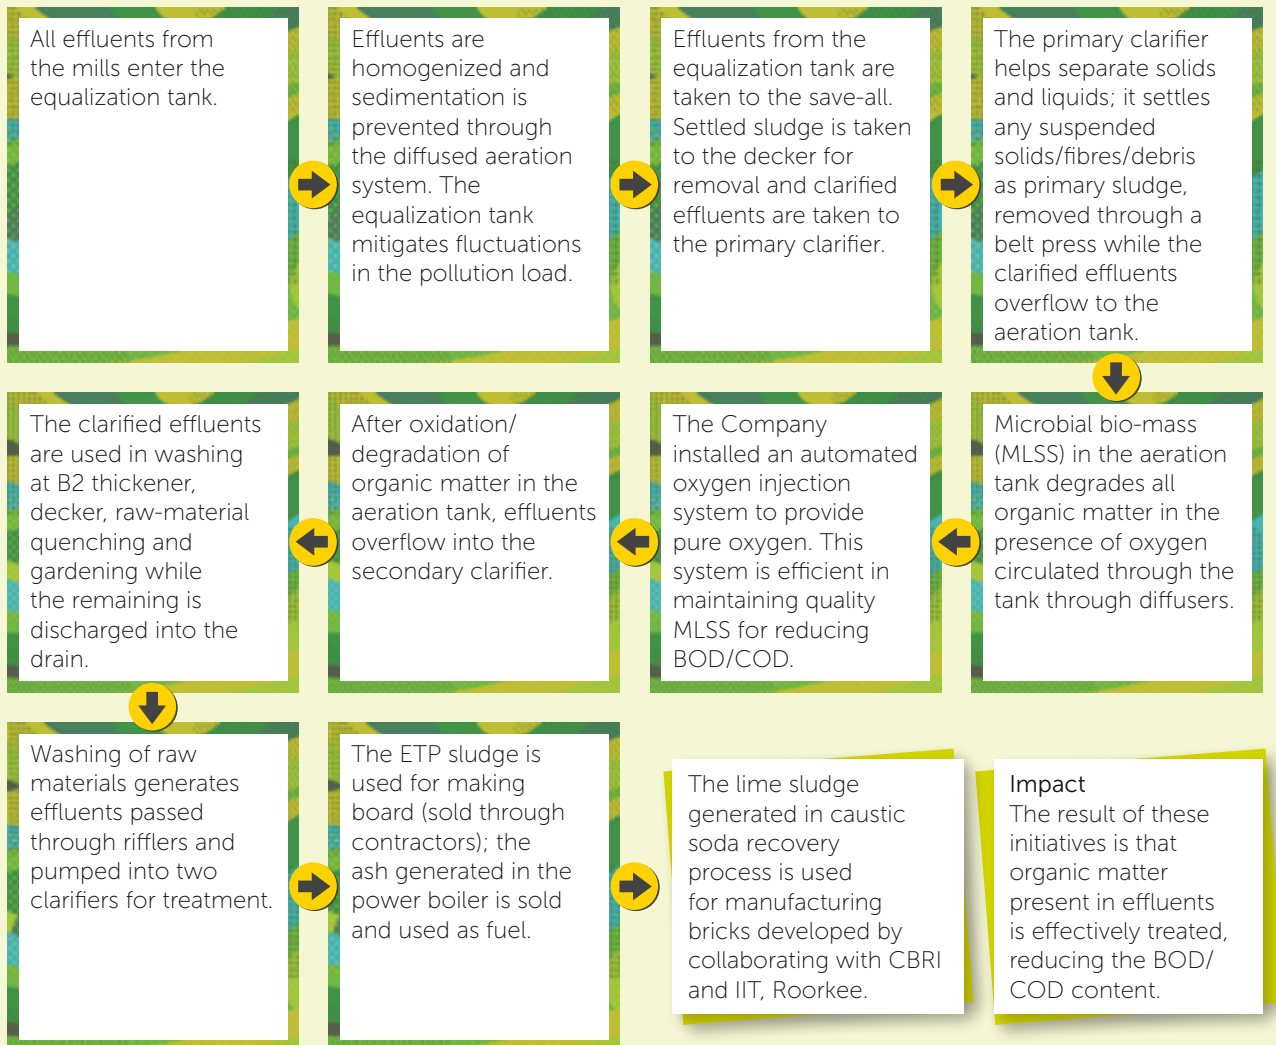 All effluents from
the mills enter the
equalization tank.
Effluents are
homogenized and
sedimentation is
prevented through
the diffused aeration
system. The
equalization tank
mitigates fluctuations
in the pollution load.
Effluents from the
equalization tank are
taken to the save-all.
Settled sludge is taken
to the decker for
removal and clarified
effluents are taken to
the primary clarifier.
The primary clarifier
helps separate solids
and liquids; it settles
any suspended
solids/fibres/debris
as primary sludge,
removed through a
belt press while the
clarified effluents
overflow to the
aeration tank.
Microbial bio-mass
(MLSS) in the aeration
tank degrades all
organic matter in the
presence of oxygen
circulated through the
tank through diffusers.
The Company
installed an automated
oxygen injection
system to provide
pure oxygen. This
system is efficient in
maintaining quality
MLSS for reducing
BOD/COD.
After oxidation/
degradation of
organic matter in the
aeration tank, effluents
overflow into the
secondary clarifier.
The clarified effluents
are used in washing
at B2 thickener,
decker, raw-material
quenching and
gardening while
the remaining is
discharged into the
drain.
Washing of raw
materials generates
effluents passed
through rifflers and
pumped into two
clarifiers for treatment.
The ETP sludge is
used for making
board (sold through
contractors); the
ash generated in the
power boiler is sold
and used as fuel.
The lime sludge
generated in caustic
soda recovery
process is used
for manufacturing
bricks developed by
collaborating with CBRI
and IIT, Roorkee.
Impact
The result of these
initiatives is that
organic matter
present in effluents
is effectively treated,
reducing the BOD/
COD content.